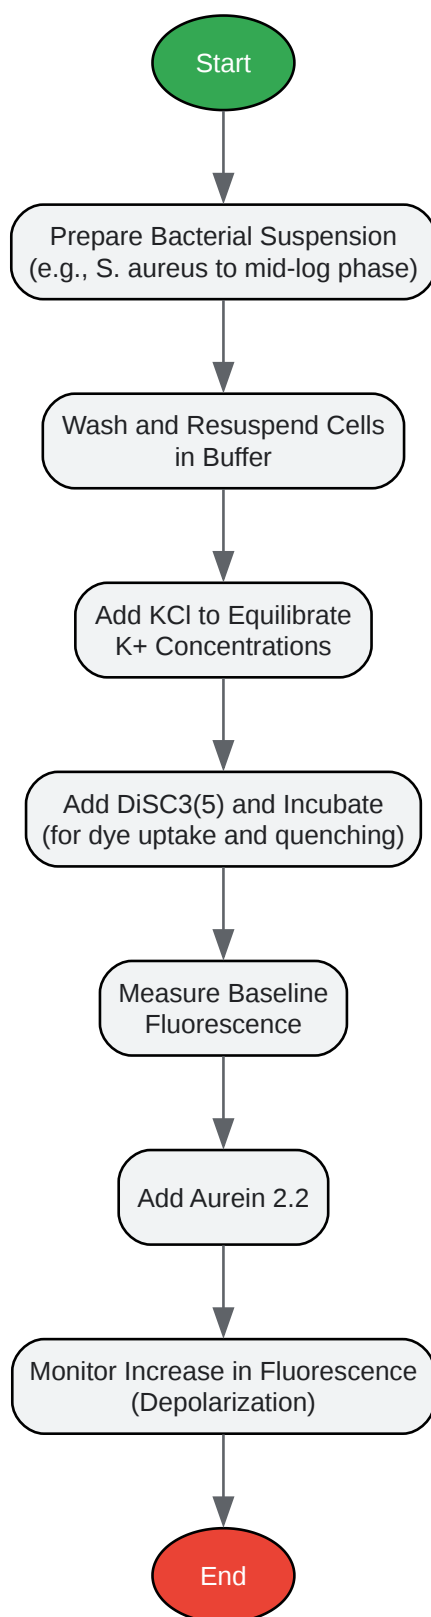 Start
Prepare Bacterial Suspension
(e.g., S. aureus to mid-log phase)
Wash and Resuspend Cells
in Buffer
Add KCl to Equilibrate
K+ Concentrations
Add DiSC3(5) and Incubate
(for dye uptake and quenching)
Measure Baseline
Fluorescence
Add Aurein 2.2
Monitor Increase in Fluorescence
(Depolarization)
End